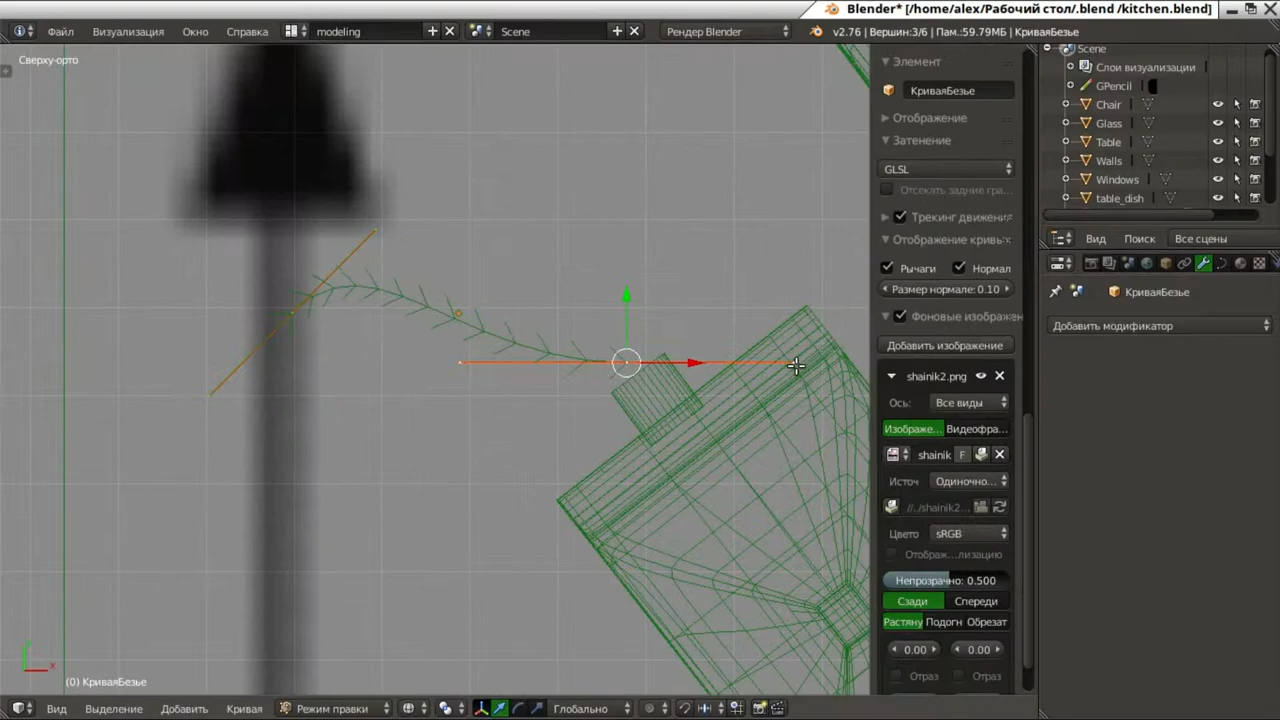 Blender* [/home/alex/Рабочий стол/.blend /kitchen.blend]
Файл Визуализация Окно Справка modeling Scene Рендер Blender v2.76 | Вершин:3/6 | Пам.:59.79МБ | КриваяБезье
Сверху-орто
Элемент
КриваяБезье
Отображение
Затенение
GLSL
Отсекать задние гра...
Трекинг движени
Отображение кривь
Рычаги Нормал
Размер нормале: 0.10
Фоновые изображен
Добавить изображение
shainik2.png
Ось: Все виды
Изображе... Видеофра...
shainik F
Источ Одиночно...
//../shainik2...
Цвето sRGB
Отображ...лизацию
Непрозрачно: 0.500
Сзади Спереди
Растяну Подогн Обрезат
0.00 0.00
Отраз Отраз
Scene
Слои визуализации
GPencil
Chair
Glass
Table
Walls
Windows
table_dish
Вид Поиск Все сцены
КриваяБезье
Добавить модификатор
y
x
(0) КриваяБезье
Вид Выделение Добавить Кривая Режим правки Глобально